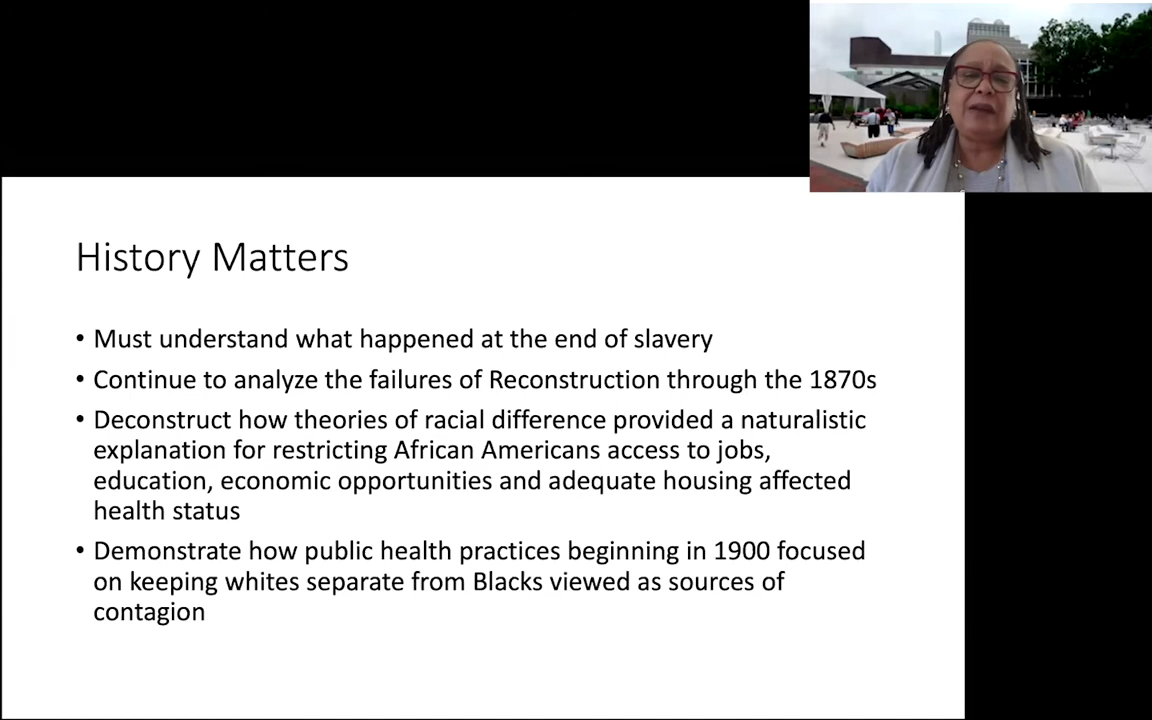 History Matters
• Must understand what happened at the end of slavery
• Continue to analyze the failures of Reconstruction through the 1870s
• Deconstruct how theories of racial difference provided a naturalistic
explanation for restricting African Americans access to jobs,
education, economic opportunities and adequate housing affected
health status
• Demonstrate how public health practices beginning in 1900 focused
on keeping whites separate from Blacks viewed as sources of
contagion